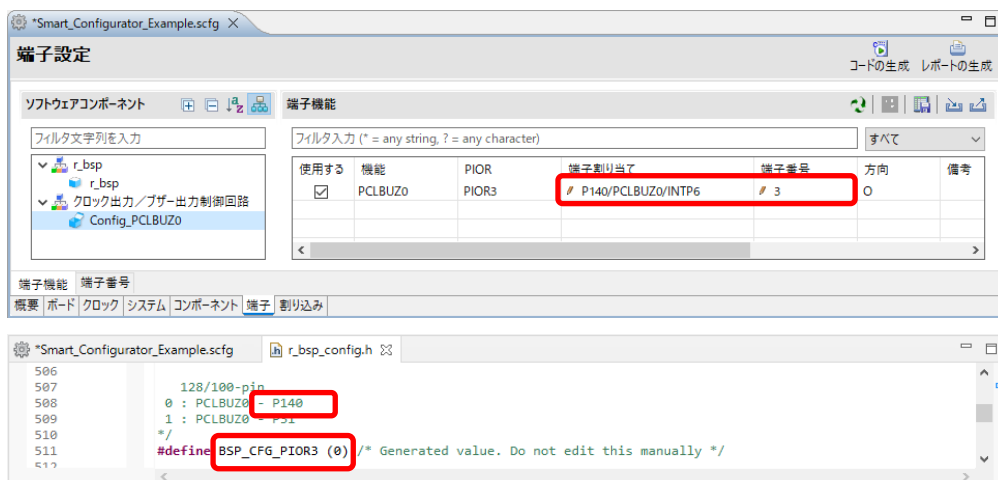 *Smart_Configurator_Example.scfg
端子設定
コードの生成 レポートの生成
ソフトウェアコンポーネント
端子機能
フィルタ文字列を入力
フィルタ入力 (* = any string, ? = any character)
すべて
r_bsp
r_bsp
クロック出力/ブザー出力制御回路
Config_PCLBUZ0
使用する 機能 PIOR 端子割り当て 端子番号 方向 備考
PCLBUZ0 PIOR3 P140/PCLBUZ0/INTP6 3 O
端子機能 端子番号
概要 ボード クロック システム コンポーネント 端子 割り込み
*Smart_Configurator_Example.scfg r_bsp_config.h
506
507 128/100-pin
508 0 : PCLBUZ0 - P140
509 1 : PCLBUZ0 - P31
510 */
511 #define BSP_CFG_PIOR3 (0) /* Generated value. Do not edit this manually */
512